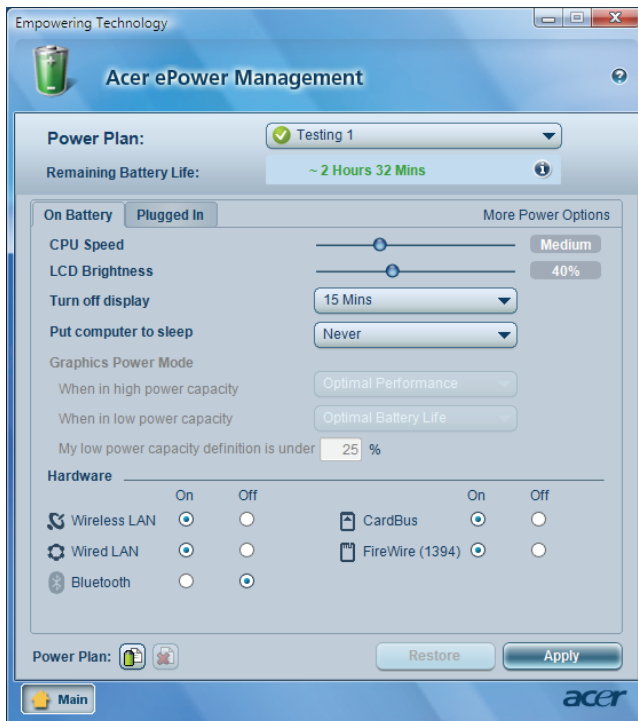 Empowering Technology
Acer ePower Management
Power Plan: Testing 1
Remaining Battery Life: ~ 2 Hours 32 Mins
On Battery Plugged In More Power Options
CPU Speed Medium
LCD Brightness 40%
Turn off display 15 Mins
Put computer to sleep Never
Graphics Power Mode
When in high power capacity Optimal Performance
When in low power capacity Optimal Battery Life
My low power capacity definition is under 25 %
Hardware
On Off On Off
Wireless LAN CardBus
Wired LAN FireWire (1394)
Bluetooth
Power Plan: Restore Apply
Main acer